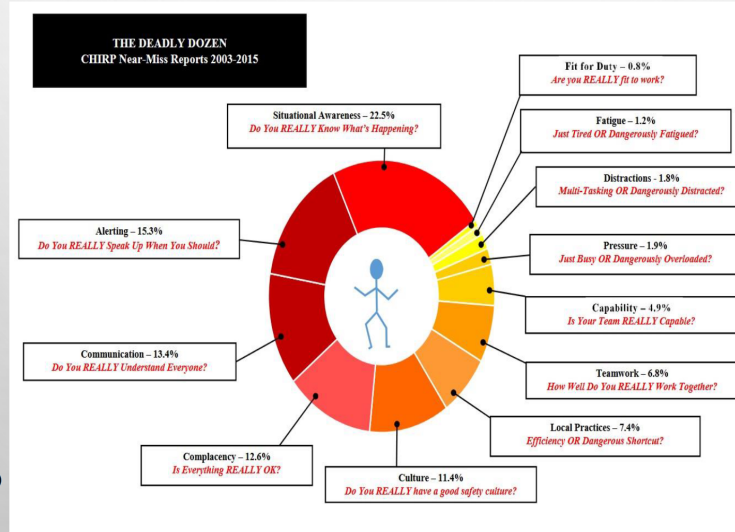 THE DEADLY DOZEN
CHIRP Near-Miss Reports 2003-2015
Fit for Duty – 0.8%
Are you REALLY fit to work?
Situational Awareness – 22.5%
Do You REALLY Know What's Happening?
Fatigue – 1.2%
Just Tired OR Dangerously Fatigued?
Distractions - 1.8%
Multi-Tasking OR Dangerously Distracted?
Alerting – 15.3%
Do You REALLY Speak Up When You Should?
Pressure – 1.9%
Just Busy OR Dangerously Overloaded?
Capability – 4.9%
Is Your Team REALLY Capable?
Communication – 13.4%
Do You REALLY Understand Everyone?
Teamwork – 6.8%
How Well Do You REALLY Work Together?
Local Practices – 7.4%
Efficiency OR Dangerous Shortcut?
Complacency – 12.6%
Is Everything REALLY OK?
Culture – 11.4%
Do You REALLY have a good safety culture?